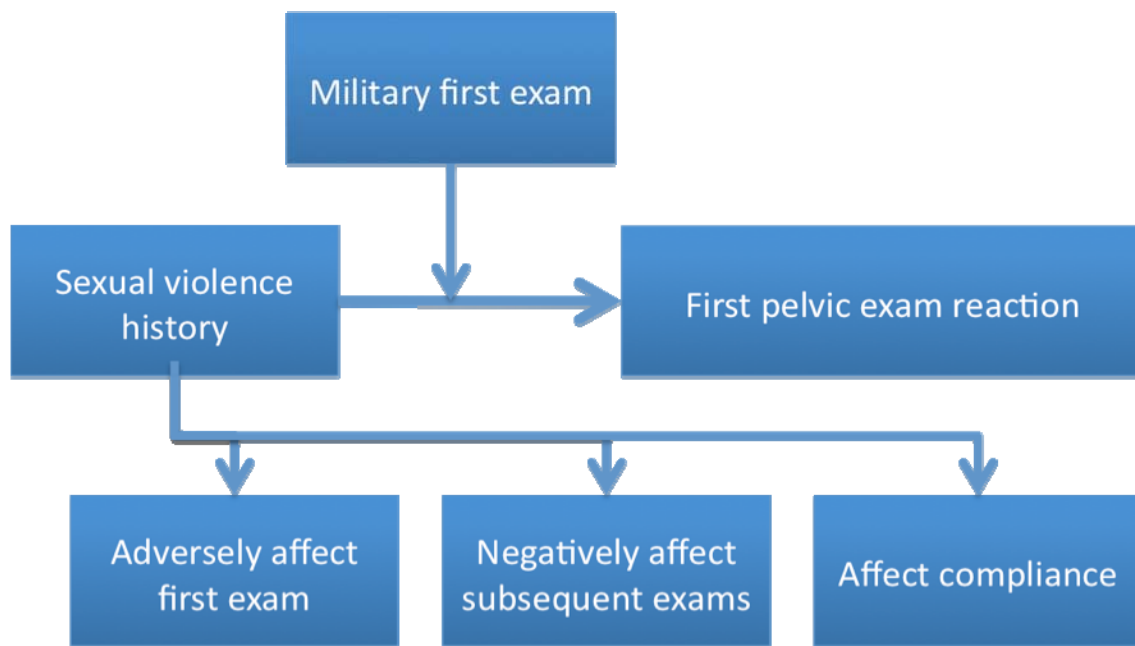 Military first exam
Sexual violence
history
First pelvic exam reaction
Adversely affect
first exam
Negatively affect
subsequent exams
Affect compliance